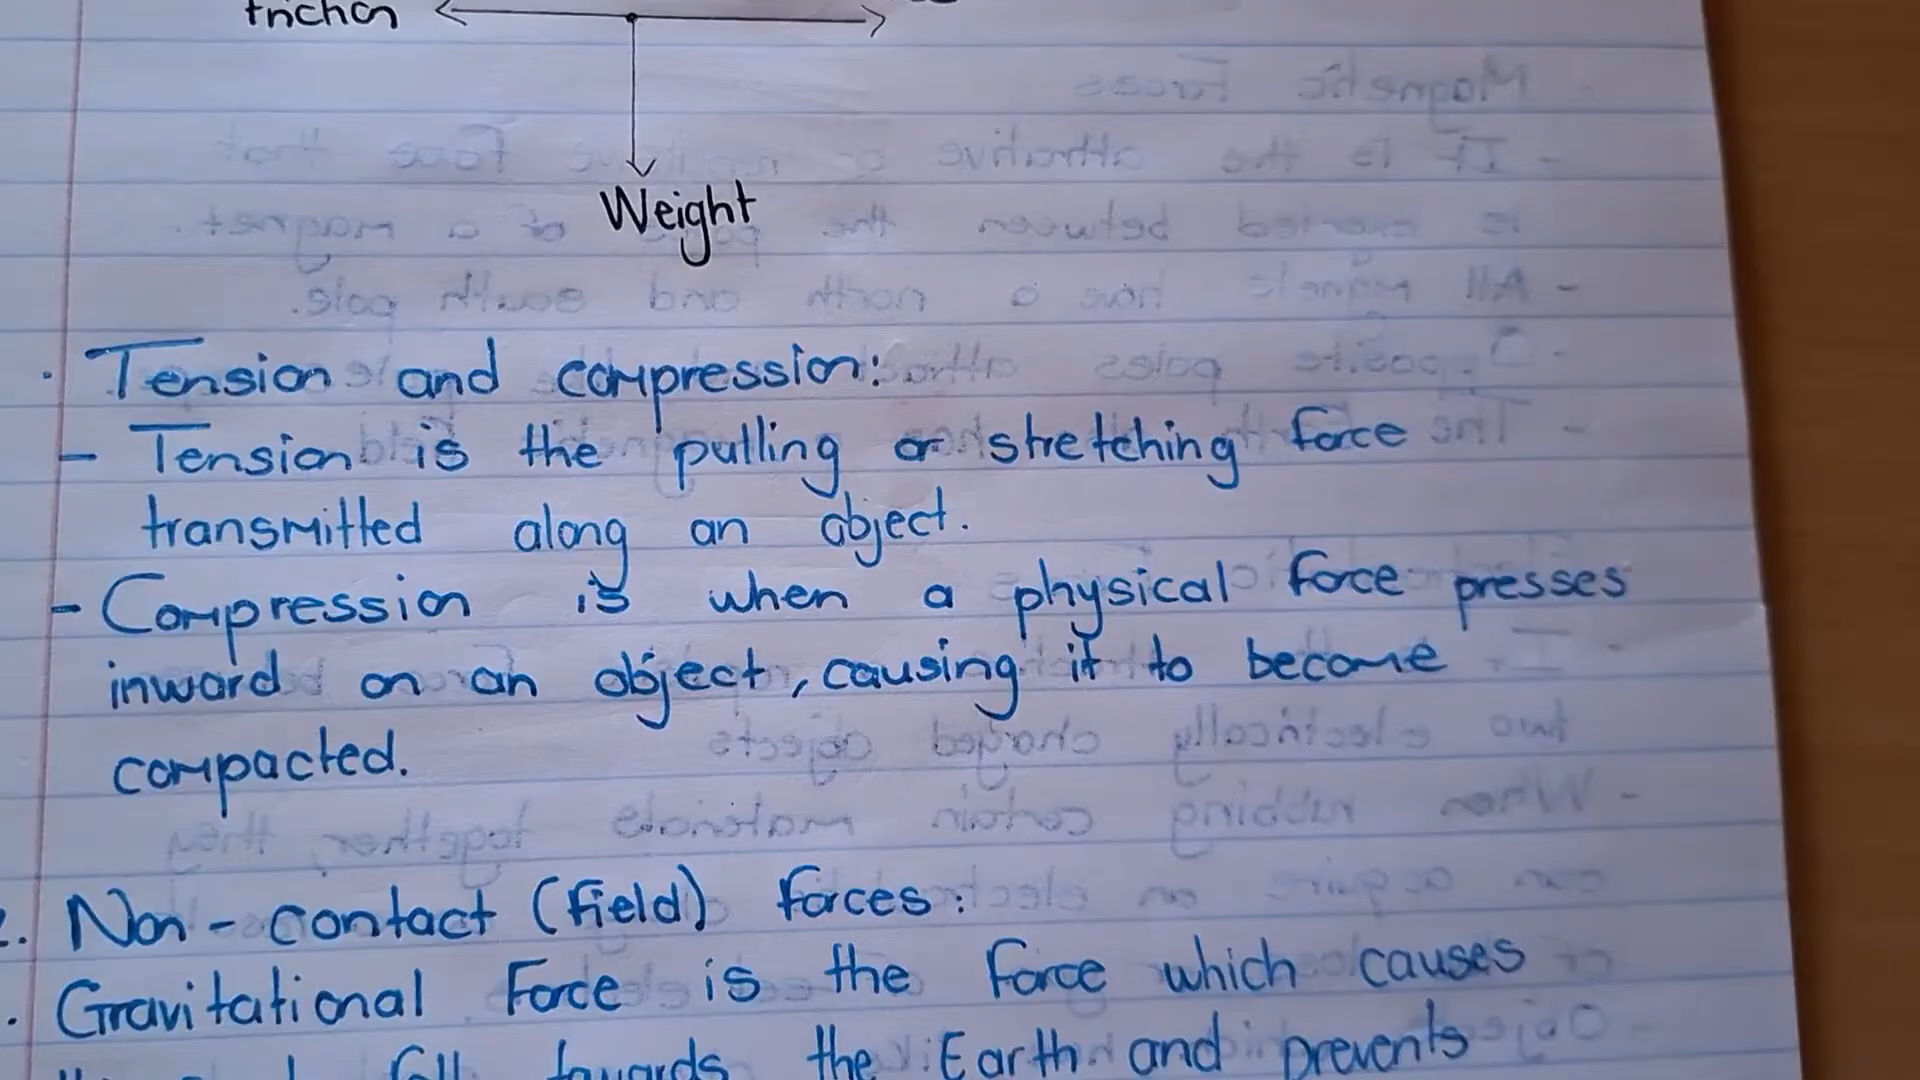 friction
Weight
· Tension and compression:
- Tension is the pulling or stretching force
transmitted along an object.
- Compression is when a physical force presses
inward on an object, causing it to become
compacted.
2. Non-contact (field) forces:
· Gravitational Force is the force which causes
fall towards the Earth and prevents